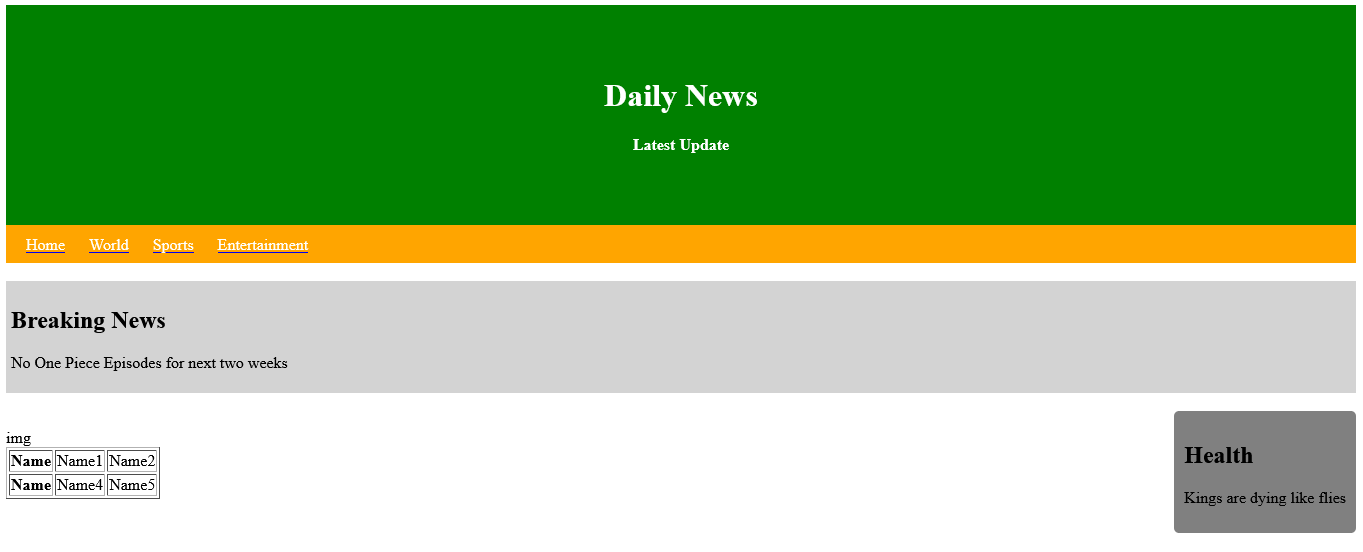 Daily News
Latest Update
Home World Sports Entertainment
Breaking News
No One Piece Episodes for next two weeks
img
Name Name1 Name2
Name Name4 Name5
Health
Kings are dying like flies